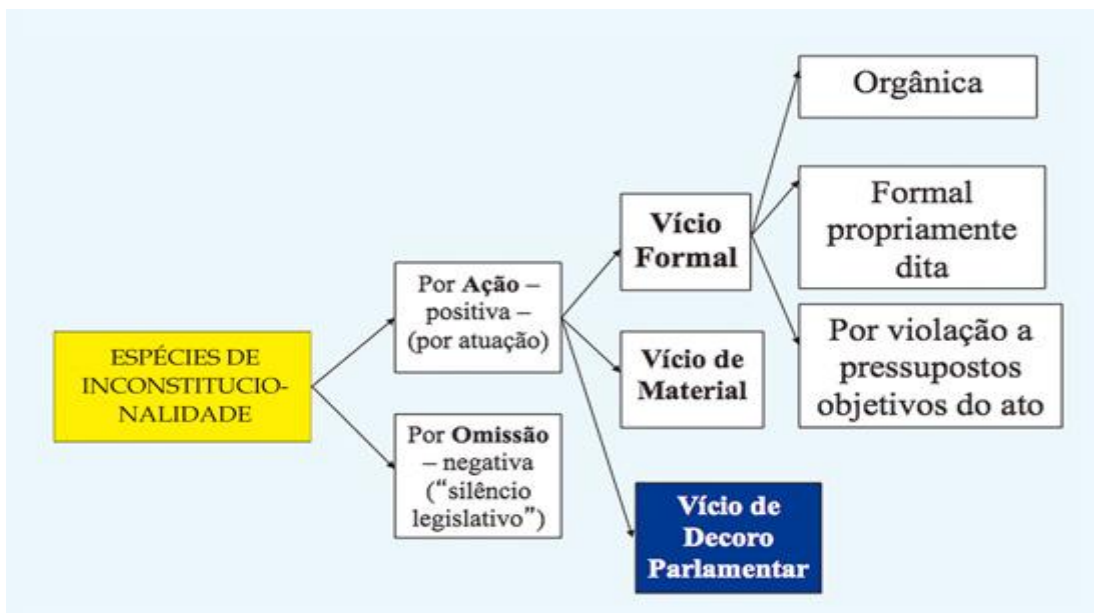 ESPÉCIES DE
INCONSTITUCIO-
NALIDADE
Por Ação –
positiva –
(por atuação)
Por Omissão
– negativa
(“silêncio
legislativo”)
Vício
Formal
Vício de
Material
Vício de
Decoro
Parlamentar
Orgânica
Formal
propriamente
dita
Por violação a
pressupostos
objetivos do ato